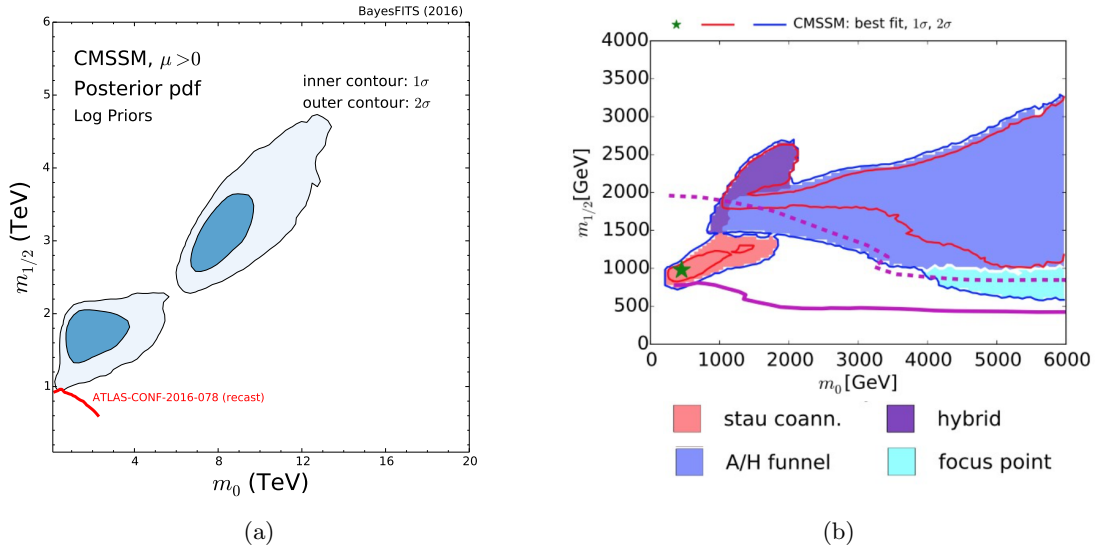 BayesFITS (2016)
CMSSM, μ > 0
Posterior pdf
Log Priors
inner contour: 1σ
outer contour: 2σ
6
5
4
3
2
1
m1/2 (TeV)
ATLAS-CONF-2016-078 (recast)
4
8
12
16
20
m0 (TeV)
(a)
CMSSM: best fit, 1σ, 2σ
4000
3500
3000
2500
2000
1500
1000
500
0
m1/2[GeV]
0 1000 2000 3000 4000 5000 6000
m0[GeV]
stau coann.
hybrid
A/H funnel
focus point
(b)